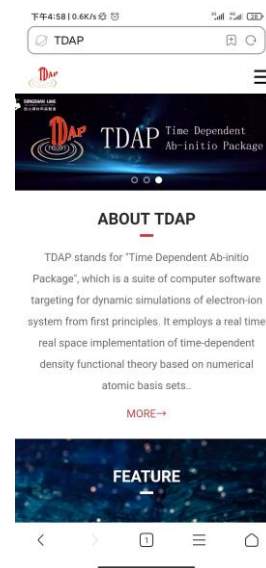 下午4:58 | 0.6K/s
TDAP
TDAP
SONGSHAN LAKE
TDAP
TDAP Time Dependent
Ab-initio Package
ABOUT TDAP
TDAP stands for "Time Dependent Ab-initio
Package", which is a suite of computer software
targeting for dynamic simulations of electron-ion
system from first principles. It employs a real time
real space implementation of time-dependent
density functional theory based on numerical
atomic basis sets..
MORE→
FEATURE
1